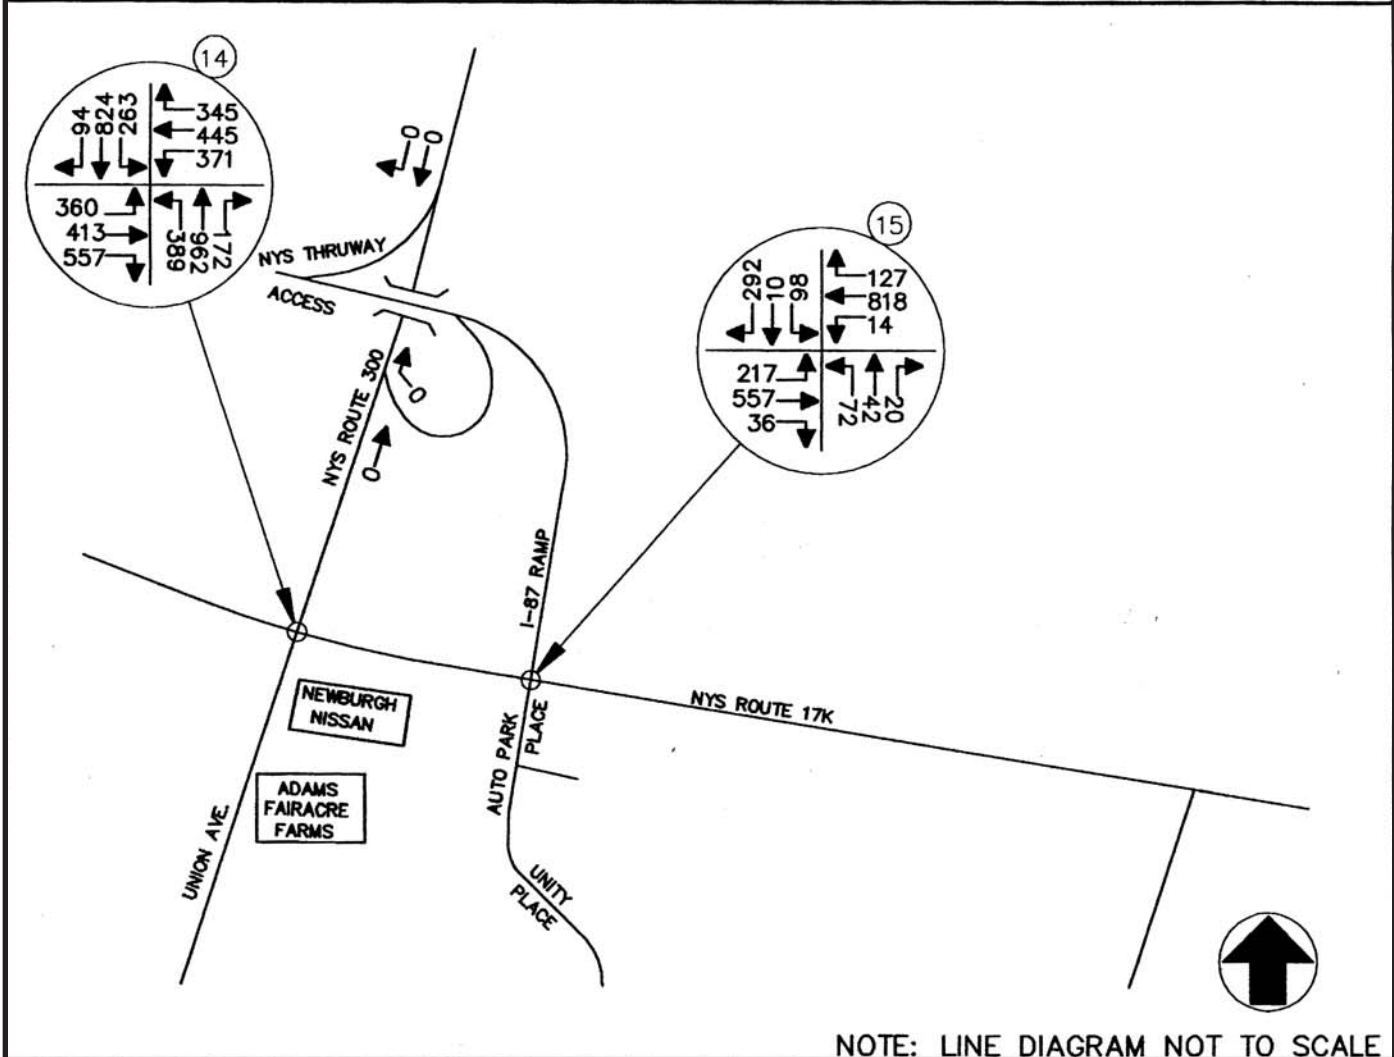 14
94
824
263
345
445
371
360
413
557
389
962
172
0
0
NYS THRUWAY
ACCESS
15
292
10
98
127
818
14
217
557
36
72
42
20
NYS ROUTE 300
0
0
I-87 RAMP
NYS ROUTE 17K
NEWBURGH
NISSAN
AUTO PARK
PLACE
ADAMS
FAIRACRE
FARMS
UNION AVE.
UNITY
PLACE
NOTE: LINE DIAGRAM NOT TO SCALE